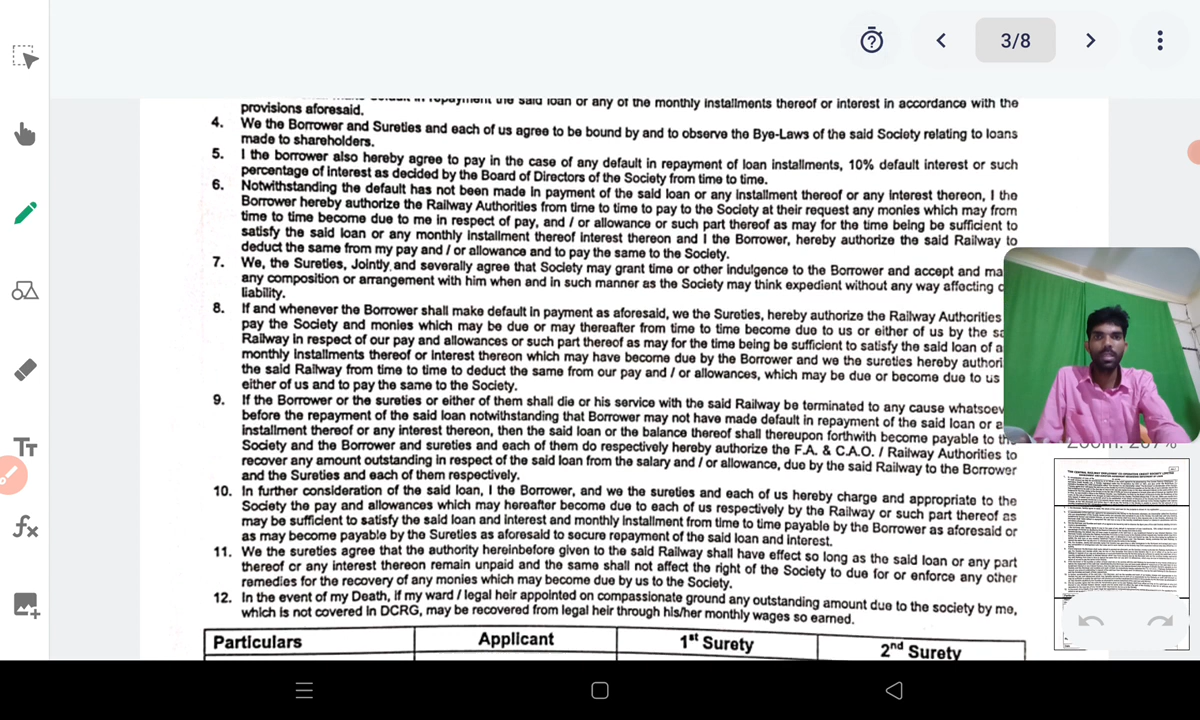 3/8
repayment the said loan or any of the monthly installments thereof or interest in accordance with the
provisions aforesaid.
4. We the Borrower and Sureties and each of us agree to be bound by and to observe the Bye-Laws of the said Society relating to loans
made to shareholders.
5. I the borrower also hereby agree to pay in the case of any default in repayment of loan installments, 10% default interest or such
percentage of interest as decided by the Board of Directors of the Society from time to time.
6. Notwithstanding the default has not been made in payment of the said loan or any installment thereof or any interest thereon, I the
Borrower hereby authorize the Railway Authorities from time to time to pay to the Society at their request any monies which may from
time to time become due to me in respect of pay, and / or allowance or such part thereof as may for the time being be sufficient to
satisfy the said loan or any monthly installment thereof interest thereon and I the Borrower, hereby authorize the said Railway to
deduct the same from my pay and / or allowance and to pay the same to the Society.
7. We, the Sureties, Jointly and severally agree that Society may grant time or other indulgence to the Borrower and accept and ma
any composition or arrangement with him when and in such manner as the Society may think expedient without any way affecting
liability.
8. If and whenever the Borrower shall make default in payment as aforesaid, we the Sureties, hereby authorize the Railway Authorities
pay the Society and monies which may be due or may thereafter from time to time become due to us or either of us by the sa
Railway in respect of our pay and allowances or such part thereof as may for the time being be sufficient to satisfy the said loan of a
monthly installments thereof or interest thereon which may have become due by the Borrower and we the sureties hereby authori
the said Railway from time to time to deduct the same from our pay and / or allowances, which may be due or become due to us
either of us and to pay the same to the Society.
9. If the Borrower or the sureties or either of them shall die or his service with the said Railway be terminated to any cause whatsoev
before the repayment of the said loan notwithstanding that Borrower may not have made default in repayment of the said loan or a
installment thereof or any interest thereon, then the said loan or the balance thereof shall thereupon forthwith become payable to the
Society and the Borrower and sureties and each of them do respectively hereby authorize the F.A. & C.A.O. / Railway Authorities to
recover any amount outstanding in respect of the said loan from the salary and / or allowance, due by the said Railway to the Borrower
and the Sureties and each of them respectively.
10. In further consideration of the said loan, I the Borrower, and we the sureties and each of us hereby charge and appropriate to the
Society the pay and allowances which may hereafter become due to each of us respectively by the Railway or such part thereof as
may be sufficient to satisfy the said loan and interest and monthly installment from time to time payable by the Borrower as aforesaid or
as may become payable by the Sureties as aforesaid to secure repayment of the said loan and interest.
11. We the sureties agree that the authority hereinbefore given to the said Railway shall have effect so long as the said loan or any part
thereof or any interest thereon remain unpaid and the same shall not affect the right of the Society to due for or enforce any other
remedies for the recovery of any monies which may become due by us to the Society.
12. In the event of my Death, if my ward / legal heir appointed on compassionate ground any outstanding amount due to the society by me,
which is not covered in DCRG, may be recovered from legal heir through his/her monthly wages so earned.
Particulars Applicant 1st Surety 2nd Surety
Tт
fx